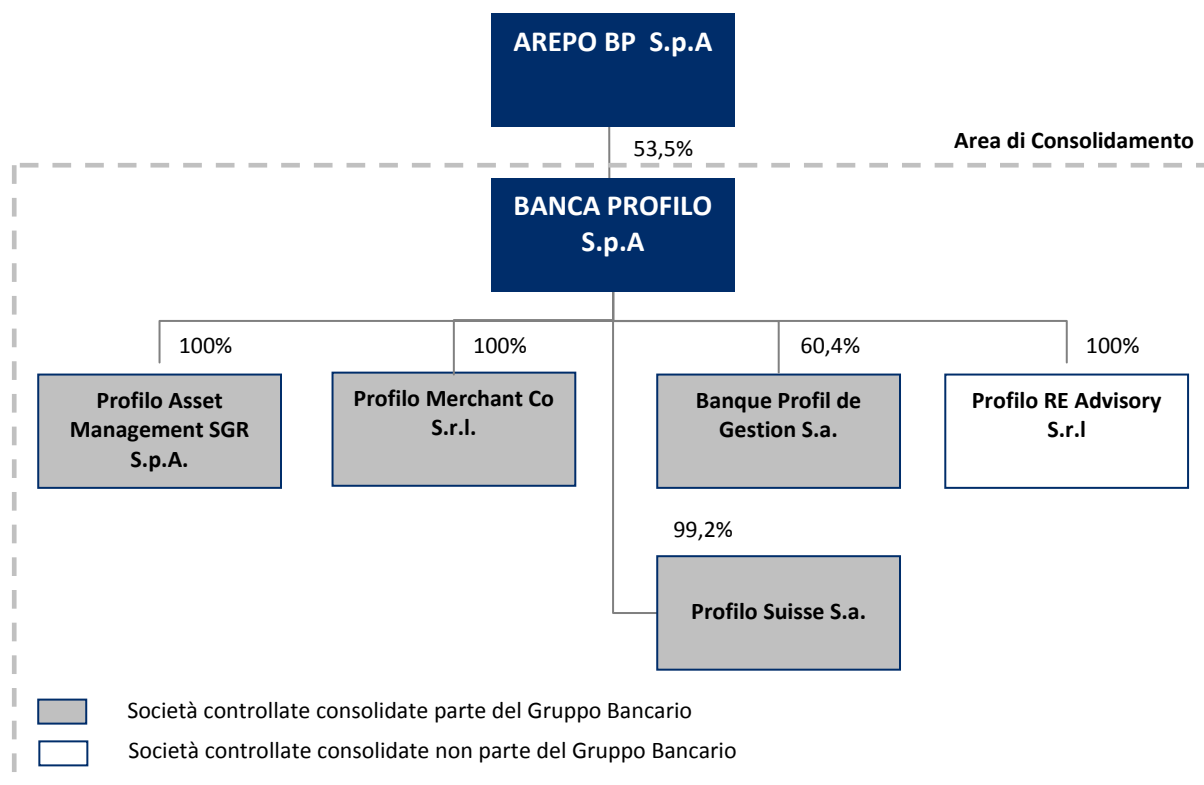 AREPO BP S.p.A
53,5%
Area di Consolidamento
BANCA PROFILO
S.p.A
100%
100%
60,4%
100%
Profilo Asset
Management SGR
S.p.A.
Profilo Merchant Co
S.r.l.
Banque Profil de
Gestion S.a.
Profilo RE Advisory
S.r.l
99,2%
Profilo Suisse S.a.
Società controllate consolidate parte del Gruppo Bancario
Società controllate consolidate non parte del Gruppo Bancario